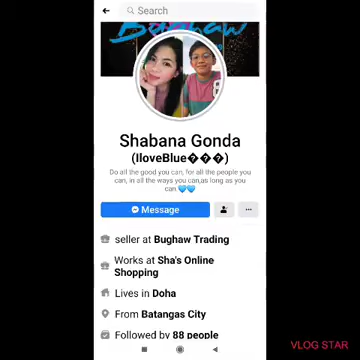 Search
Bughaw
Shabana Gonda
(IloveBlue���)
Do all the good you can, for all the people you
can, in all the ways you can,as long as you
can.💙💙
Message
seller at Bughaw Trading
Works at Sha's Online
Shopping
Lives in Doha
From Batangas City
Followed by 88 people
VLOG STAR